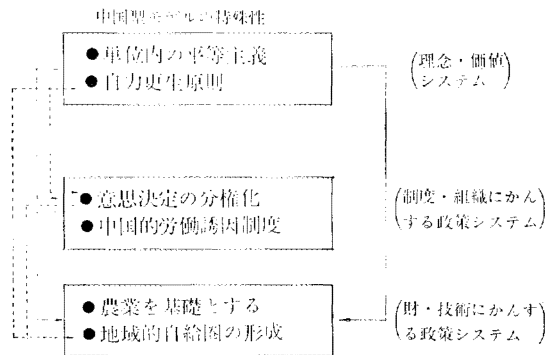 中国型モデルの特殊性
● 単位内の平等主義
● 自力更生原則
(理念・価値
システム)
● 意思決定の分権化
● 中国的労働誘因制度
(制度・組織にかん
する政策システム)
● 農業を基礎とする
● 地域的自給圏の形成
(財・技術にかんす
る政策システム)